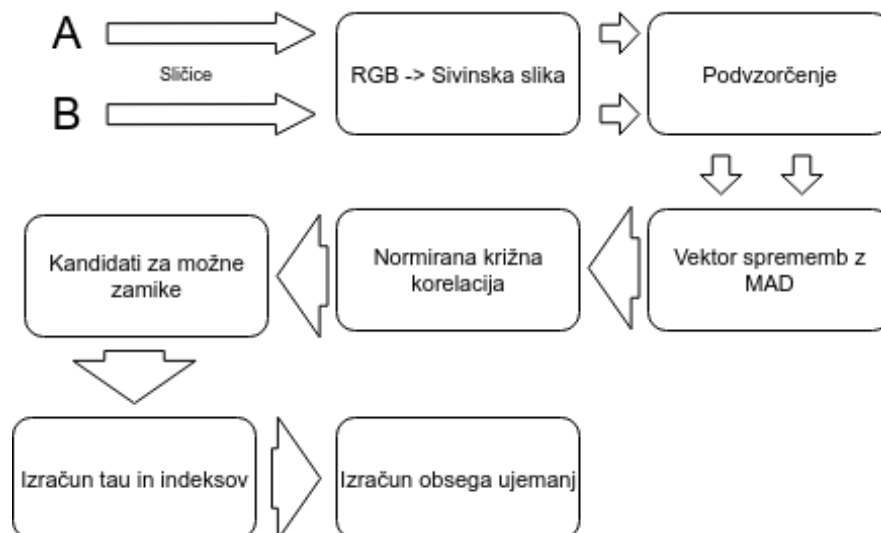 A
Sličice
B
RGB -> Sivinska slika
Podvzorčenje
Vektor sprememb z
MAD
Normirana križna
korelacija
Kandidati za možne
zamike
Izračun tau in indeksov
Izračun obsega ujemanj